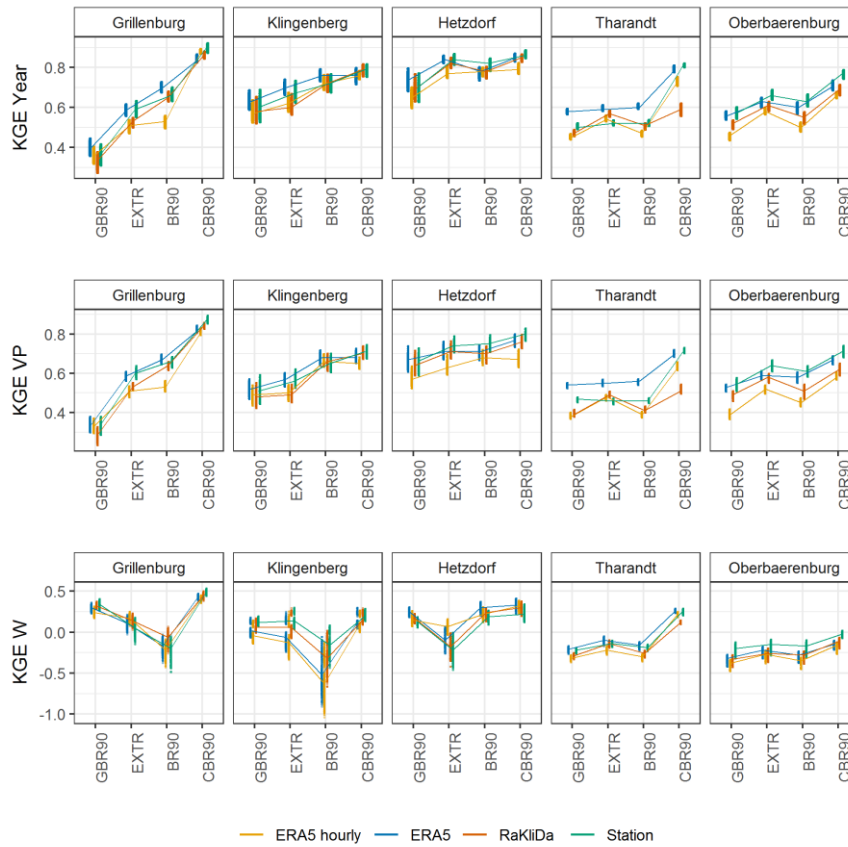 Grillenburg Klingenberg Hetzdorf Tharandt Oberbaerenburg
KGE Year
0.8
0.6
0.4
GBR90 EXTR BR90 CBR90 GBR90 EXTR BR90 CBR90 GBR90 EXTR BR90 CBR90 GBR90 EXTR BR90 CBR90 GBR90 EXTR BR90 CBR90
Grillenburg Klingenberg Hetzdorf Tharandt Oberbaerenburg
KGE VP
0.8
0.6
0.4
GBR90 EXTR BR90 CBR90 GBR90 EXTR BR90 CBR90 GBR90 EXTR BR90 CBR90 GBR90 EXTR BR90 CBR90 GBR90 EXTR BR90 CBR90
Grillenburg Klingenberg Hetzdorf Tharandt Oberbaerenburg
KGE W
0.5
0.0
-0.5
-1.0
GBR90 EXTR BR90 CBR90 GBR90 EXTR BR90 CBR90 GBR90 EXTR BR90 CBR90 GBR90 EXTR BR90 CBR90 GBR90 EXTR BR90 CBR90
ERA5 hourly ERA5 RaKliDa Station